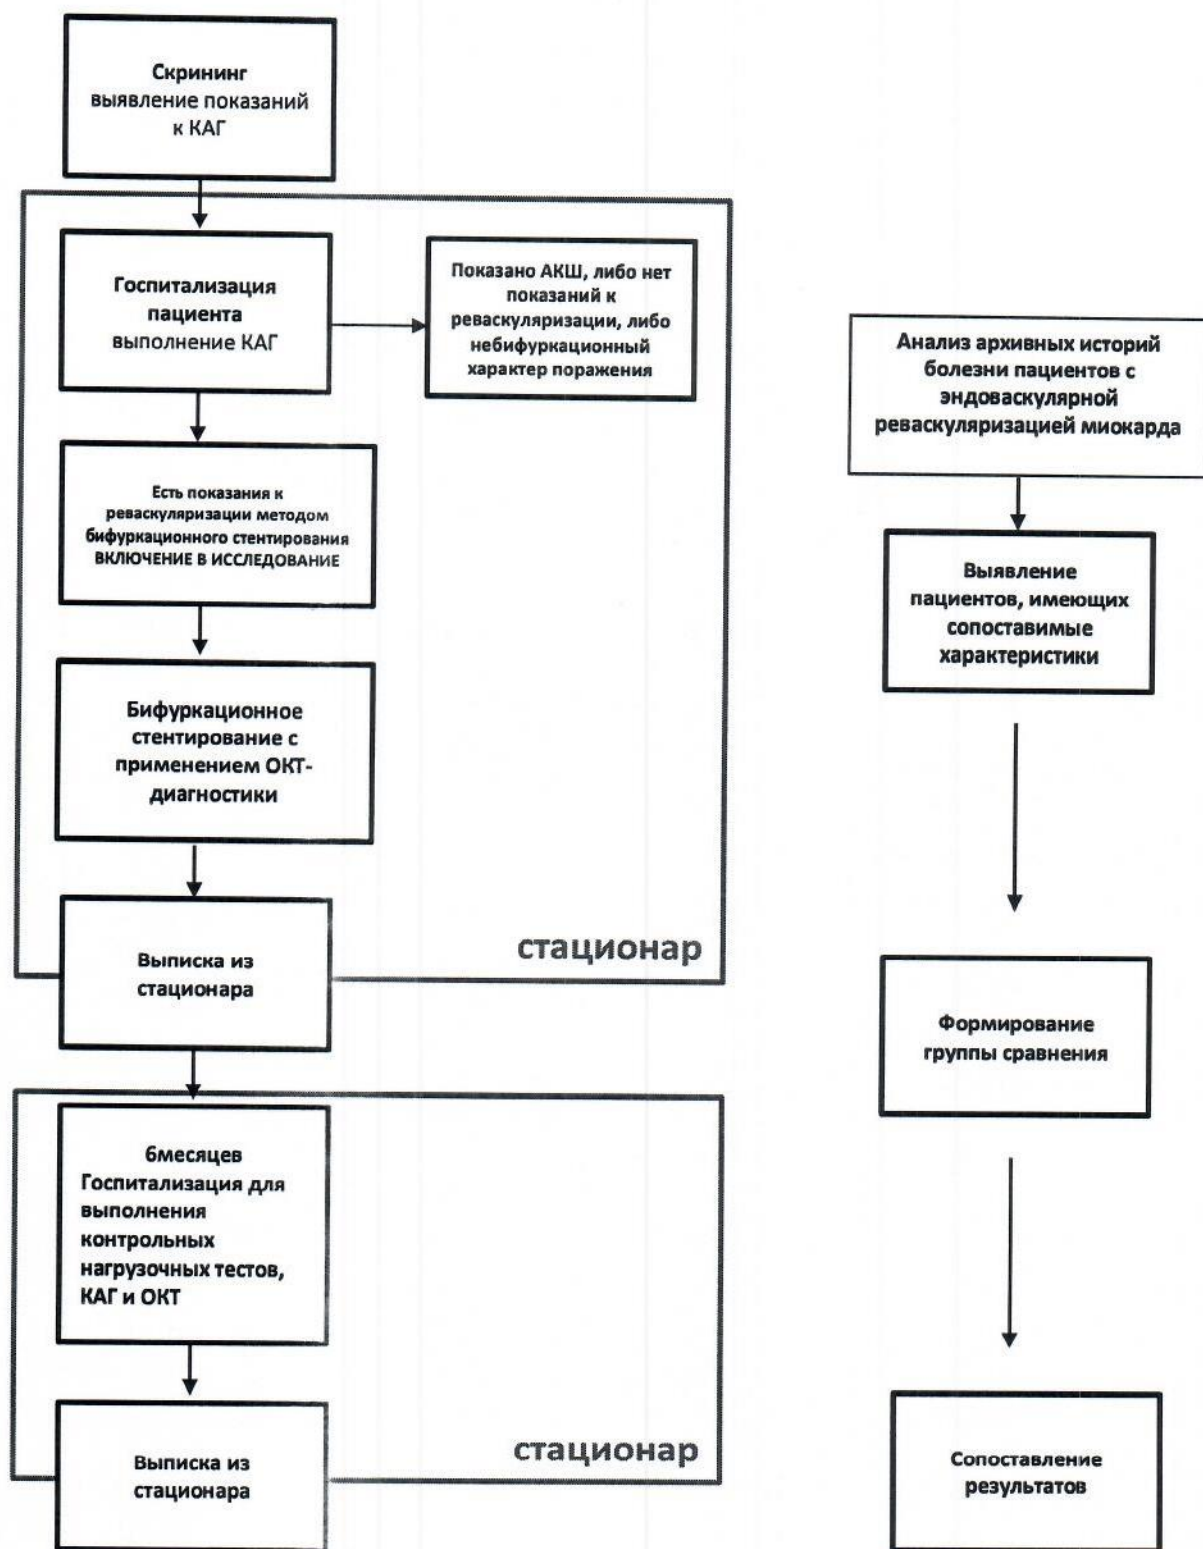 Скрининг
выявление показаний
к КАГ
Госпитализация
пациента
выполнение КАГ
Показано АКШ, либо нет
показаний к
реваскуляризации, либо
небифуркационный
характер поражения
Есть показания к
реваскуляризации методом
бифуркационного стентирования
ВКЛЮЧЕНИЕ В ИССЛЕДОВАНИЕ
Бифуркационное
стентирование с
применением ОКТ-
диагностики
Выписка из
стационара
стационар
6месяцев
Госпитализация для
выполнения
контрольных
нагрузочных тестов,
КАГ и ОКТ
Выписка из
стационара
стационар
Анализ архивных историй
болезни пациентов с
эндоваскулярной
реваскуляризацией миокарда
Выявление
пациентов, имеющих
сопоставимые
характеристики
Формирование
группы сравнения
Сопоставление
результатов